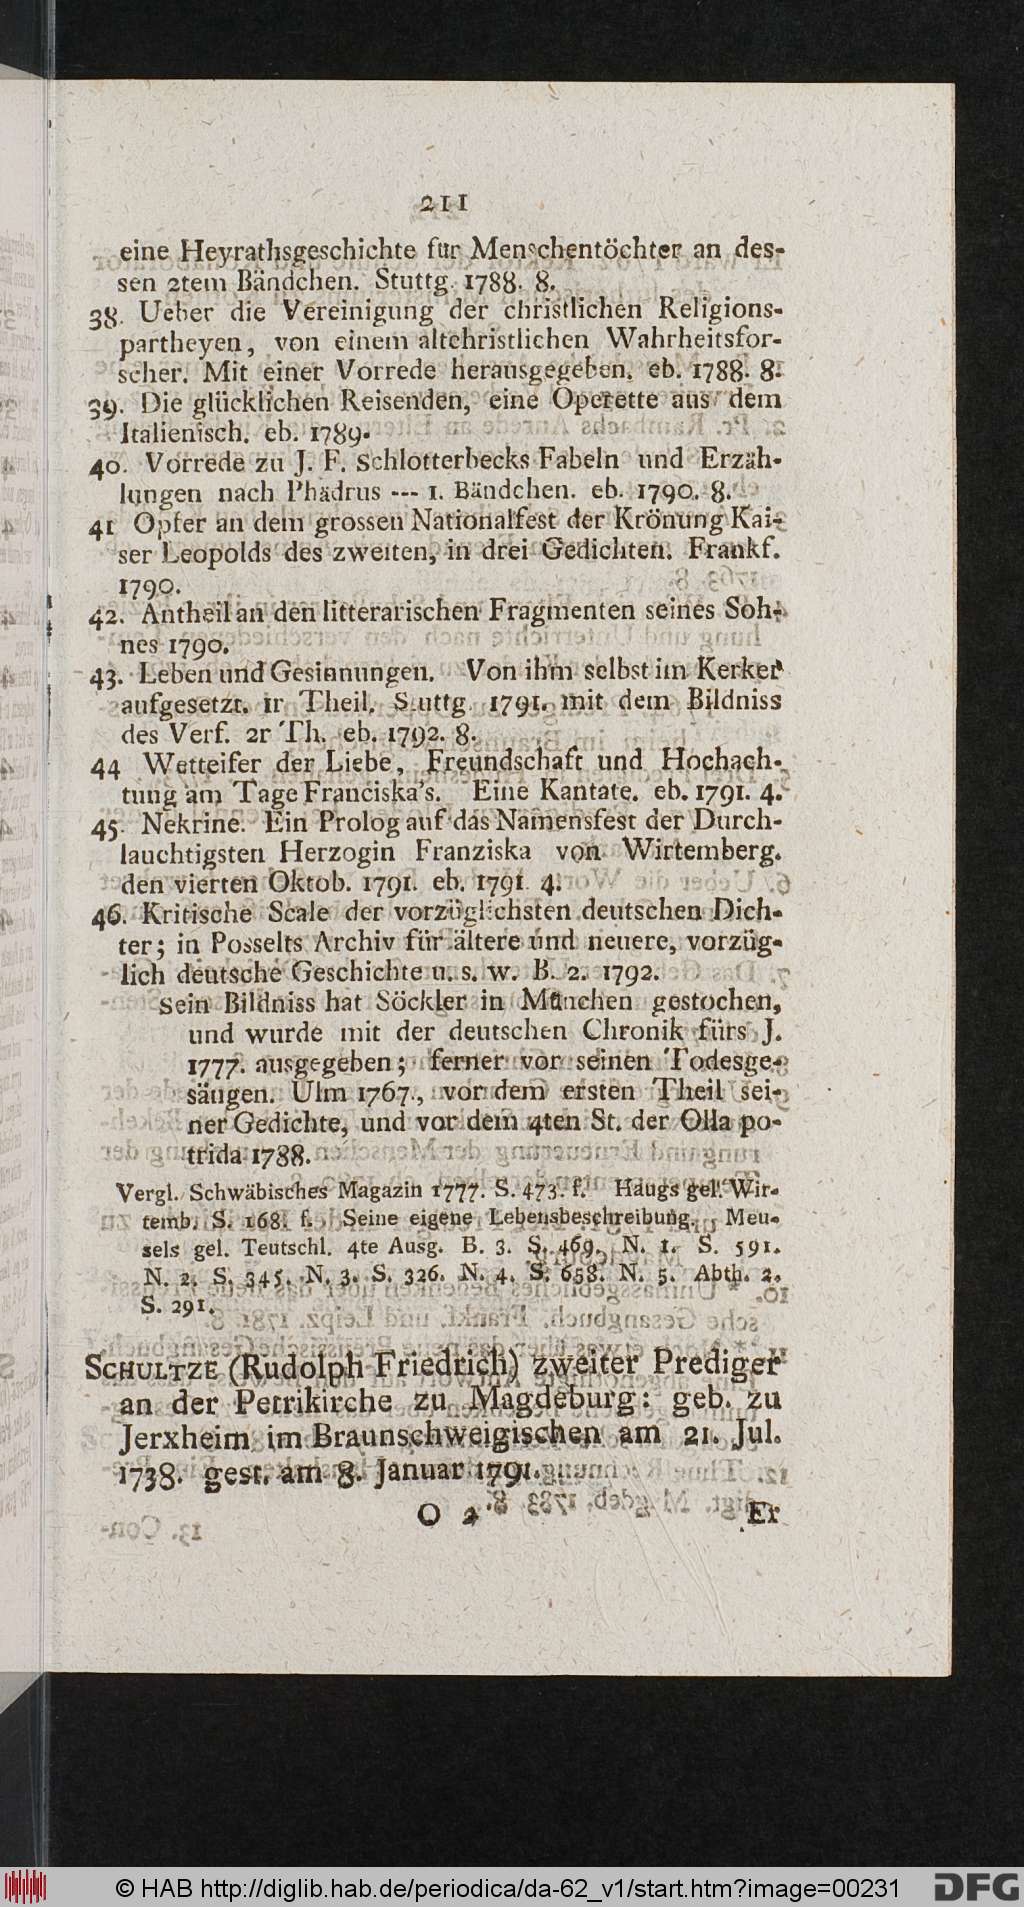 211
eine Heyrathsgeschichte für Menschentöchter an des-
sen 2tem Bändchen. Stuttg. 1788. 8.
38. Ueber die Vereinigung der christlichen Religions-
partheyen, von einem altchristlichen Wahrheitsfor-
scher. Mit einer Vorrede herausgegeben. eb. 1788. 8.
39. Die glücklichen Reisenden, eine Operette aus dem
Italienisch. eb. 1789.
40. Vorrede zu J. F. Schlotterbecks Fabeln und Erzäh-
lungen nach Phädrus --- 1. Bändchen. eb. 1790. 8.
41 Opfer an dem grossen Nationalfest der Krönung Kai-
ser Leopolds des zweiten, in drei Gedichten. Frankf.
1790.
42. Antheil an den litterarischen Fragmenten seines Soh-
nes 1790.
43. Leben und Gesinnungen. Von ihm selbst im Kerker
aufgesetzt. 1r Theil. Stuttg 1791. mit dem Bildniss
des Verf. 2r Th. eb. 1792. 8.
44 Wetteifer der Liebe, Freundschaft und Hochach-
tung am Tage Franciska's. Eine Kantate. eb. 1791. 4.
45. Nekrine. Ein Prolog auf das Namensfest der Durch-
lauchtigsten Herzogin Franziska von Wirtemberg.
den vierten Oktob. 1791. eb. 1791. 4.
46. Kritische Scale der vorzüglichsten deutschen Dich-
ter; in Posselts Archiv für ältere und neuere, vorzüg-
lich deutsche Geschichte u. s. w. B. 2. 1792.
Sein Bildniss hat Söckler in München gestochen,
und wurde mit der deutschen Chronik fürs J.
1777. ausgegeben; ferner vor seinen Todesge-
sängen. Ulm 1767., vor dem ersten Theil sei-
ner Gedichte, und vor dem 4ten St. der Olla po-
trida 1788.
Vergl. Schwäbisches Magazin 1777. S. 473. f. Haugs gel. Wir-
temb. S. 168. f. Seine eigene Lebensbeschreibung. Meu-
sels gel. Teutschl. 4te Ausg. B. 3. S. 469. N. 1. S. 591.
N. 2. S. 345. N. 3. S. 326. N. 4. S. 658. N. 5. Abth. 2.
S. 291.
SCHULTZE (Rudolph Friedrich) zweiter Prediger
an der Petrikirche zu Magdeburg: geb. zu
Jerxheim im Braunschweigischen am 21. Jul.
1738. gest. am 8. Januar 1791.
O 2 Er
© HAB http://diglib.hab.de/periodica/da-62_v1/start.htm?image=00231
DFG